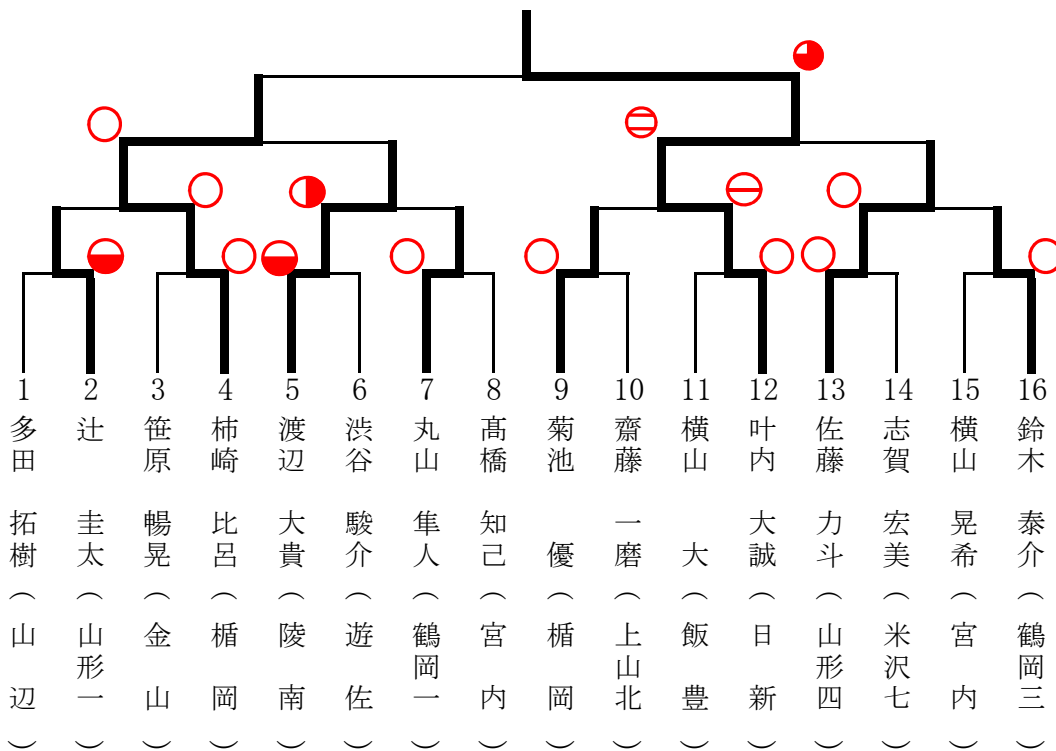 1 多田 拓樹（山辺）
2 辻 圭太（山形一）
3 笹原 暢晃（金山）
4 柿崎 比呂（楯岡）
5 渡辺 大貴（陵南）
6 渋谷 駿介（遊佐）
7 丸山 隼人（鶴岡一）
8 髙橋 知己（宮内）
9 菊池 優（楯岡）
10 齋藤 一磨（上山北）
11 横山 大（飯豊）
12 叶内 大誠（日新）
13 佐藤 力斗（山形四）
14 志賀 宏美（米沢七）
15 横山 晃希（宮内）
16 鈴木 泰介（鶴岡三）